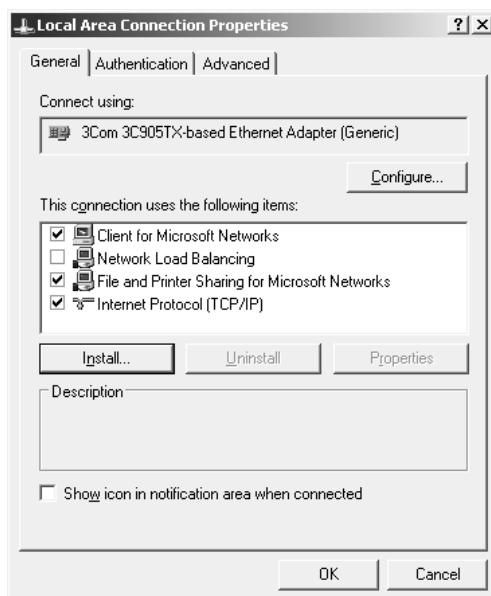 Local Area Connection Properties
General Authentication Advanced
Connect using:
3Com 3C905TX-based Ethernet Adapter (Generic)
Configure...
This connection uses the following items:
Client for Microsoft Networks
Network Load Balancing
File and Printer Sharing for Microsoft Networks
Internet Protocol (TCP/IP)
Install... Uninstall Properties
Description
Show icon in notification area when connected
OK Cancel